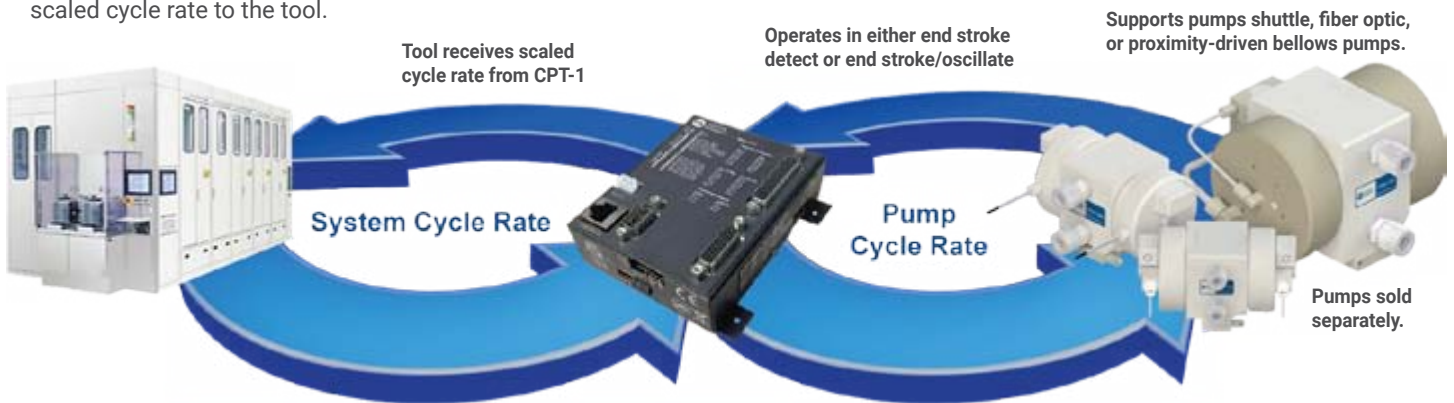 scaled cycle rate to the tool.
Tool receives scaled
cycle rate from CPT-1
Operates in either end stroke
detect or end stroke/oscillate
Supports pumps shuttle, fiber optic,
or proximity-driven bellows pumps.
System Cycle Rate
Pump
Cycle Rate
Pumps sold
separately.